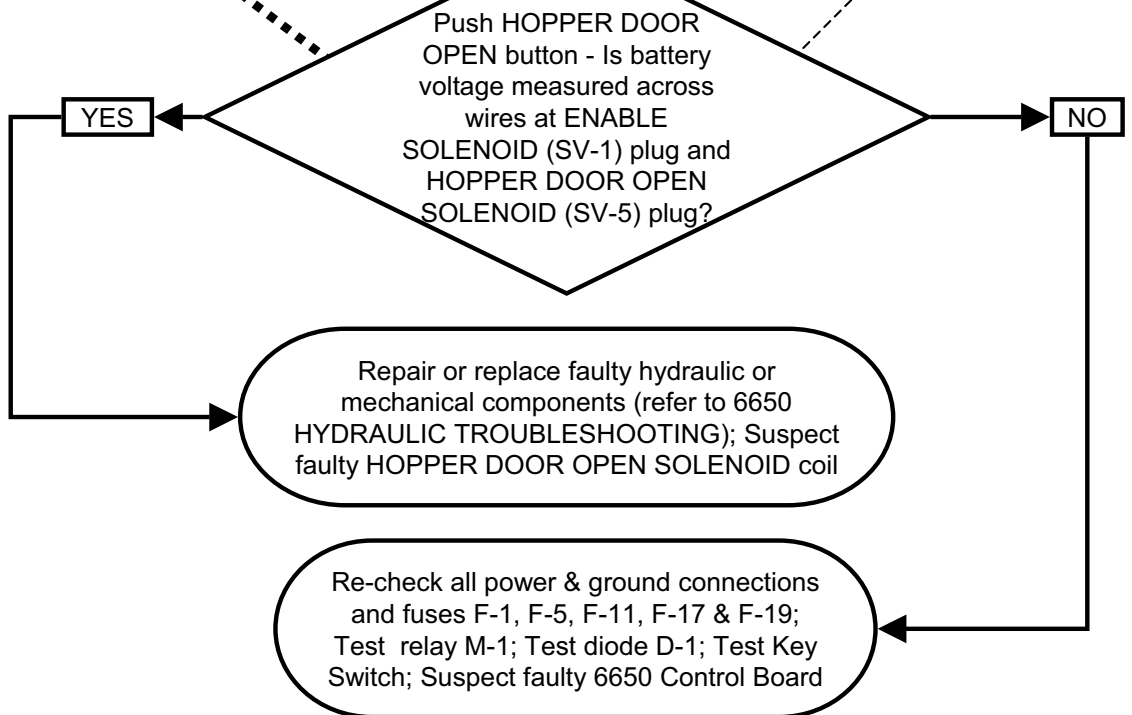 Push HOPPER DOOR
OPEN button - Is battery
voltage measured across
wires at ENABLE
SOLENOID (SV-1) plug and
HOPPER DOOR OPEN
SOLENOID (SV-5) plug?
YES
NO
Repair or replace faulty hydraulic or
mechanical components (refer to 6650
HYDRAULIC TROUBLESHOOTING); Suspect
faulty HOPPER DOOR OPEN SOLENOID coil
Re-check all power & ground connections
and fuses F-1, F-5, F-11, F-17 & F-19;
Test relay M-1; Test diode D-1; Test Key
Switch; Suspect faulty 6650 Control Board